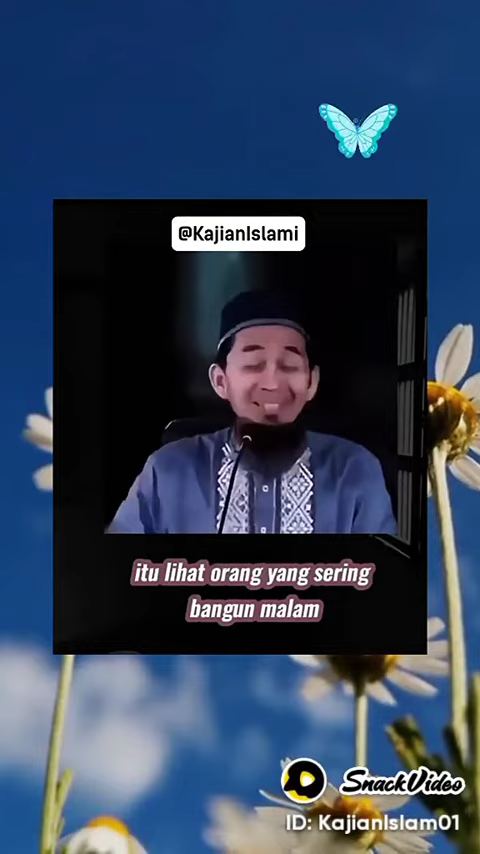 @KajianIslami
itu lihat orang yang sering
bangun malam
SnackVideo
ID: KajianIslam01